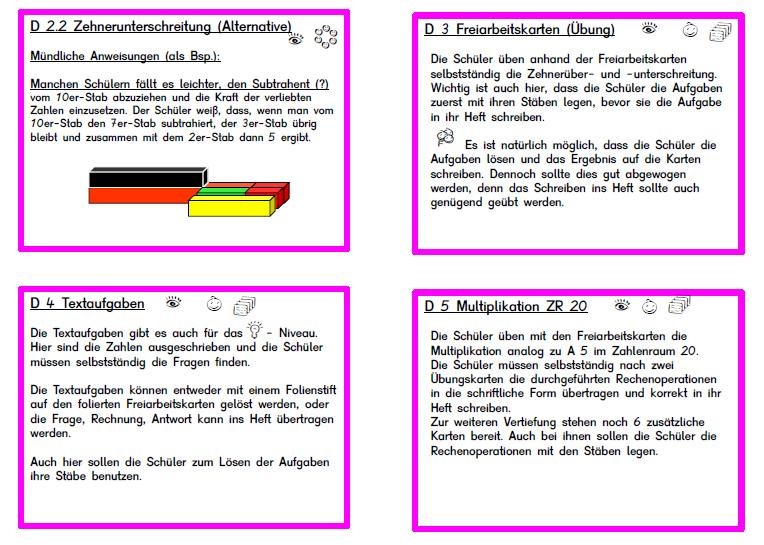 D 2.2 Zehnerunterschreitung (Alternative)
Mündliche Anweisungen (als Bsp.):
Manchen Schülern fällt es leichter, den Subtrahent (?)
vom 10er-Stab abzuziehen und die Kraft der verliebten
Zahlen einzusetzen. Der Schüler weiß, dass, wenn man vom
10er-Stab den 7er-Stab subtrahiert, der 3er-Stab übrig
bleibt und zusammen mit dem 2er-Stab dann 5 ergibt.
D 3 Freiarbeitskarten (Übung)
Die Schüler üben anhand der Freiarbeitskarten
selbstständig die Zehnerüber- und -unterschreitung.
Wichtig ist auch hier, dass die Schüler die Aufgaben
zuerst mit ihren Stäben legen, bevor sie die Aufgabe
in ihr Heft schreiben.
Es ist natürlich möglich, dass die Schüler die
Aufgaben lösen und das Ergebnis auf die Karten
schreiben. Dennoch sollte dies gut abgewogen
werden, denn das Schreiben ins Heft sollte auch
genügend geübt werden.
D 4 Textaufgaben
Die Textaufgaben gibt es auch für das - Niveau.
Hier sind die Zahlen ausgeschrieben und die Schüler
müssen selbstständig die Fragen finden.
Die Textaufgaben können entweder mit einem Folienstift
auf den folierten Freiarbeitskarten gelöst werden, oder
die Frage, Rechnung, Antwort kann ins Heft übertragen
werden.
Auch hier sollen die Schüler zum Lösen der Aufgaben
ihre Stäbe benutzen.
D 5 Multiplikation ZR 20
Die Schüler üben mit den Freiarbeitskarten die
Multiplikation analog zu A 5 im Zahlenraum 20.
Die Schüler müssen selbstständig nach zwei
Übungskarten die durchgeführten Rechenoperationen
in die schriftliche Form übertragen und korrekt in ihr
Heft schreiben.
Zur weiteren Vertiefung stehen noch 6 zusätzliche
Karten bereit. Auch bei ihnen sollen die Schüler die
Rechenoperationen mit den Stäben legen.